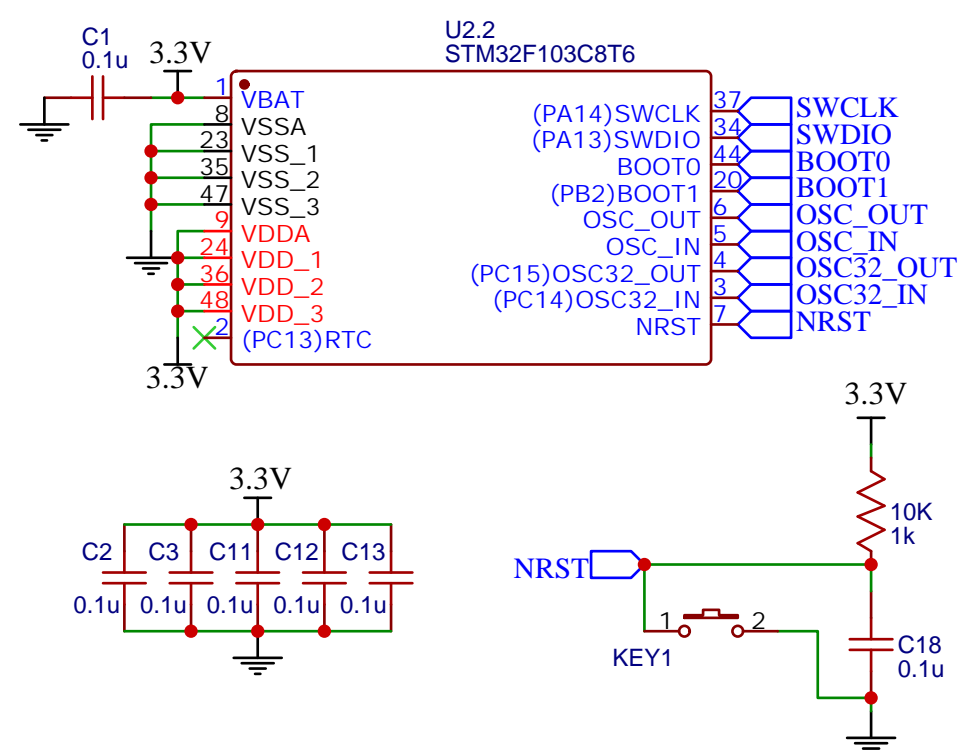 U2.2
STM32F103C8T6
C1
0.1u
3.3V
1
VBAT
8
VSSA
23
VSS_1
35
VSS_2
47
VSS_3
9
VDDA
24
VDD_1
36
VDD_2
48
VDD_3
2
(PC13)RTC
3.3V
(PA14)SWCLK 37 SWCLK
(PA13)SWDIO 34 SWDIO
BOOT0 44 BOOT0
(PB2)BOOT1 20 BOOT1
OSC_OUT 6 OSC_OUT
OSC_IN 5 OSC_IN
(PC15)OSC32_OUT 4 OSC32_OUT
(PC14)OSC32_IN 3 OSC32_IN
NRST 7 NRST
3.3V
C2 C3 C11 C12 C13
0.1u 0.1u 0.1u 0.1u 0.1u
3.3V
10K
1k
NRST
1 2
KEY1
C18
0.1u